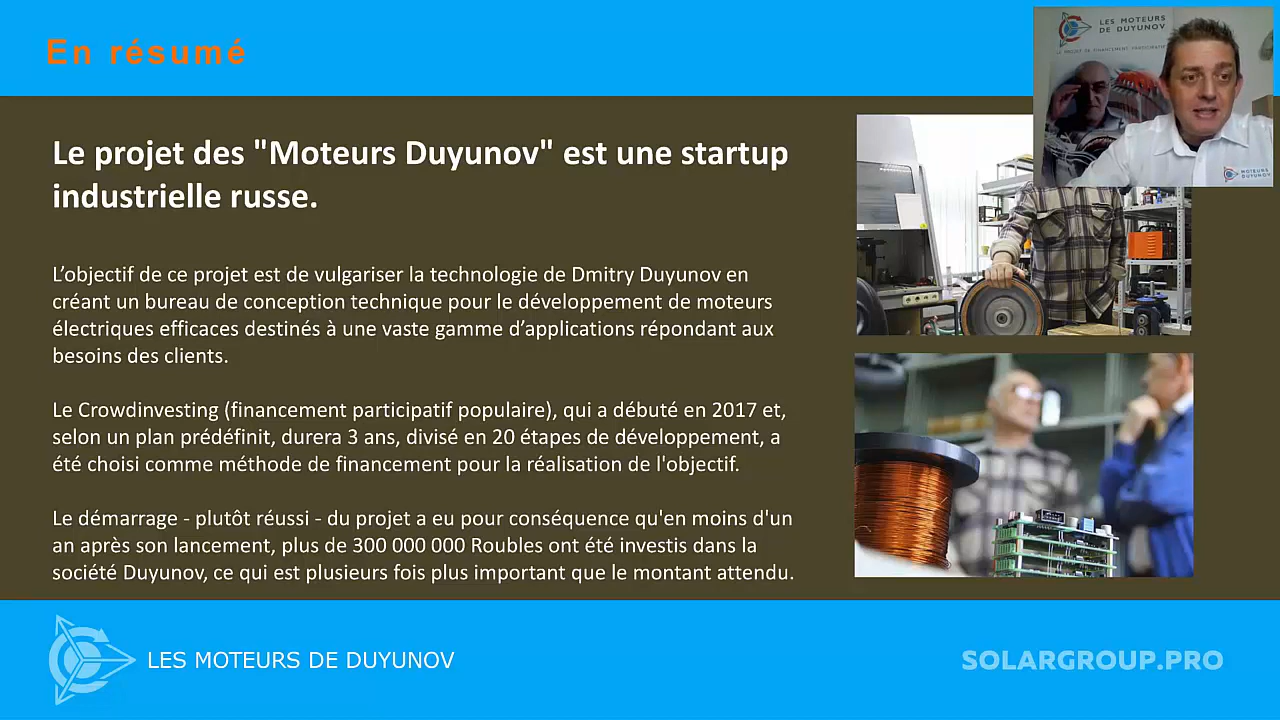 En résumé
LES MOTEURS
DE DUYUNOV
LE PROJET DE FINANCEMENT PARTICIPATIF
Le projet des "Moteurs Duyunov" est une startup
industrielle russe.
MOTEURS
DUYUNOV
L’objectif de ce projet est de vulgariser la technologie de Dmitry Duyunov en
créant un bureau de conception technique pour le développement de moteurs
électriques efficaces destinés à une vaste gamme d’applications répondant aux
besoins des clients.
Le Crowdinvesting (financement participatif populaire), qui a débuté en 2017 et,
selon un plan prédéfinit, durera 3 ans, divisé en 20 étapes de développement, a
été choisi comme méthode de financement pour la réalisation de l'objectif.
Le démarrage - plutôt réussi - du projet a eu pour conséquence qu'en moins d'un
an après son lancement, plus de 300 000 000 Roubles ont été investis dans la
société Duyunov, ce qui est plusieurs fois plus important que le montant attendu.
LES MOTEURS DE DUYUNOV
SOLARGROUP.PRO